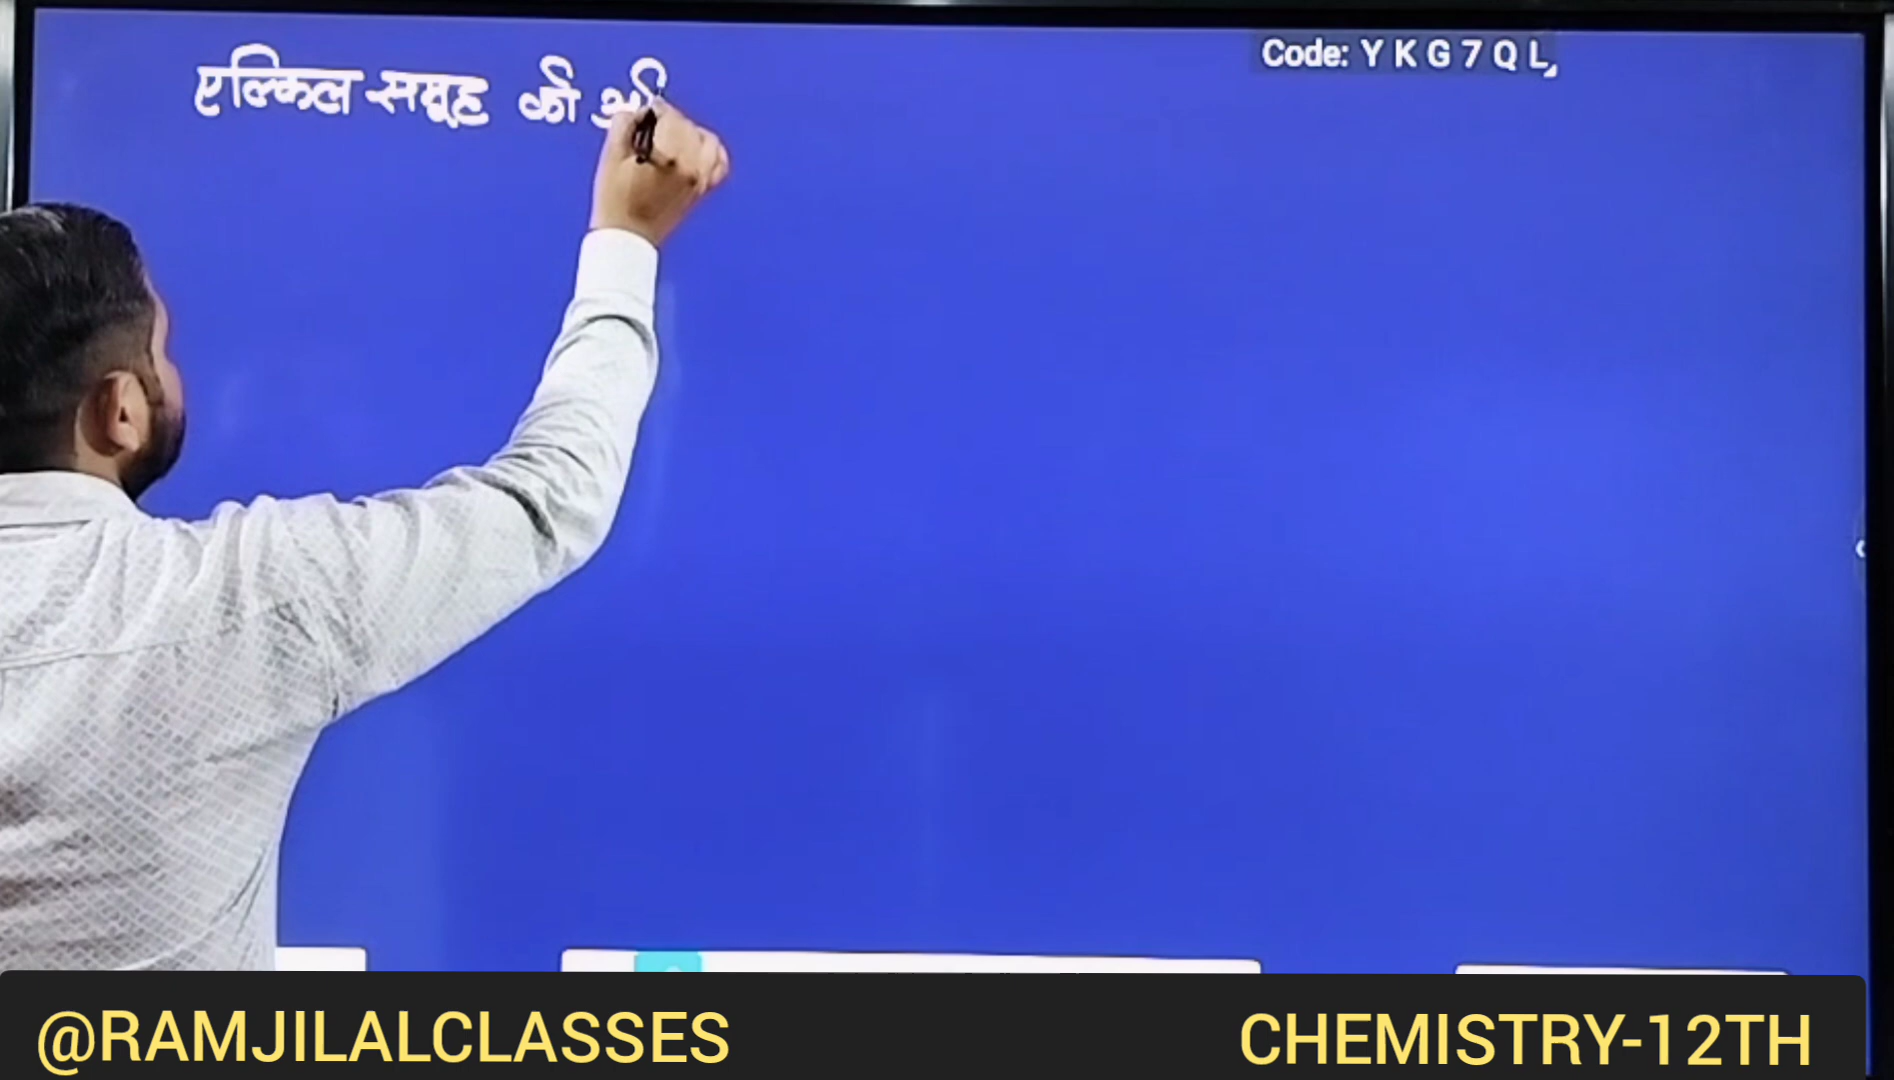 एल्किल समूह की
Code: Y K G 7 Q L
@RAMJILALCLASSES
CHEMISTRY-12TH